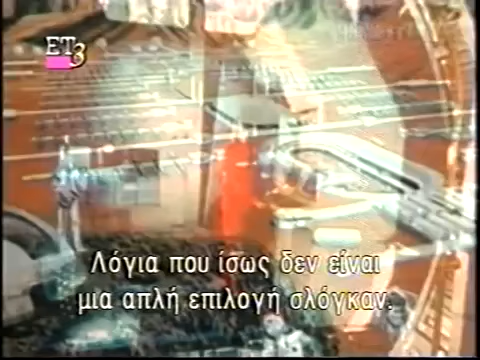 ET3
Λόγια που ίσως δεν είναι
μια απλή επιλογή σλόγκαν.